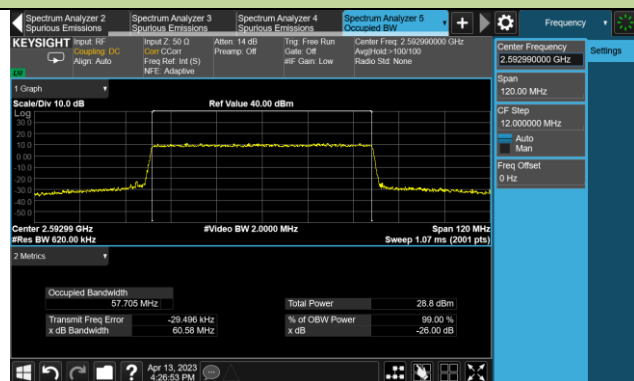 Spectrum Analyzer 2
Spurious Emissions
Spectrum Analyzer 3
Spurious Emissions
Spectrum Analyzer 4
Spurious Emissions
Spectrum Analyzer 5
Occupied BW
Frequency
KEYSIGHT
Input: RF
Coupling: DC
Align: Auto
Input Z: 50 Ω
Corr CCorr
Freq Ref: Int (S)
NFE: Adaptive
Atten: 14 dB
Preamp: Off
Trig: Free Run
Gate: Off
#IF Gain: Low
Center Freq: 2.592990000 GHz
Avg|Hold:>100/100
Radio Std: None
LXI
1 Graph
Scale/Div 10.0 dB
Ref Value 40.00 dBm
Log
30.0
20.0
10.0
0.00
-10.0
-20.0
-30.0
-40.0
-50.0
Center 2.59299 GHz
#Res BW 620.00 kHz
#Video BW 2.0000 MHz
Span 120 MHz
Sweep 1.07 ms (2001 pts)
2 Metrics
Occupied Bandwidth
57.705 MHz
Transmit Freq Error -29.496 kHz
x dB Bandwidth 60.58 MHz
Total Power 28.8 dBm
% of OBW Power 99.00 %
x dB -26.00 dB
Apr 13, 2023
4:26:53 PM
Center Frequency
2.592990000 GHz
Settings
Span
120.00 MHz
CF Step
12.000000 MHz
Auto
Man
Freq Offset
0 Hz